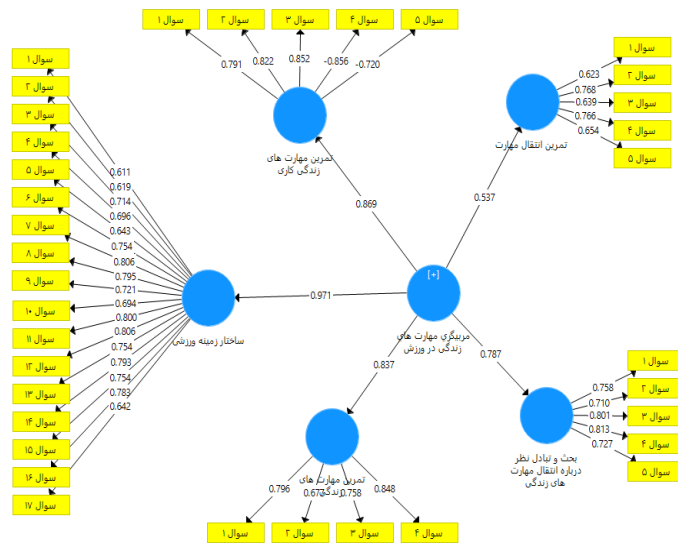 سوال ۱
سوال ۲
سوال ۳
سوال ۴
سوال ۵
0.791
0.822
0.852
-0.856
-0.720
تمرین مهارت های
زندگی کاری
سوال ۱
سوال ۲
سوال ۳
سوال ۴
سوال ۵
0.623
0.768
0.639
0.766
0.654
تمرین انتقال مهارت
سوال ۱
سوال ۲
سوال ۳
سوال ۴
سوال ۵
سوال ۶
سوال ۷
سوال ۸
سوال ۹
سوال ۱۰
سوال ۱۱
سوال ۱۲
سوال ۱۳
سوال ۱۴
سوال ۱۵
سوال ۱۶
سوال ۱۷
0.611
0.619
0.714
0.696
0.643
0.754
0.806
0.795
0.721
0.694
0.800
0.806
0.754
0.793
0.754
0.783
0.642
ساختار زمینه ورزشی
0.869
0.537
0.971
0.837
0.787
[+]
مربیگری مهارت های
زندگی در ورزش
سوال ۱
سوال ۲
سوال ۳
سوال ۴
سوال ۵
0.758
0.710
0.801
0.813
0.727
بحث و تبادل نظر
درباره انتقال مهارت
های زندگی
تمرین مهارت های
زندگی
0.796
0.677
0.758
0.848
سوال ۱
سوال ۲
سوال ۳
سوال ۴